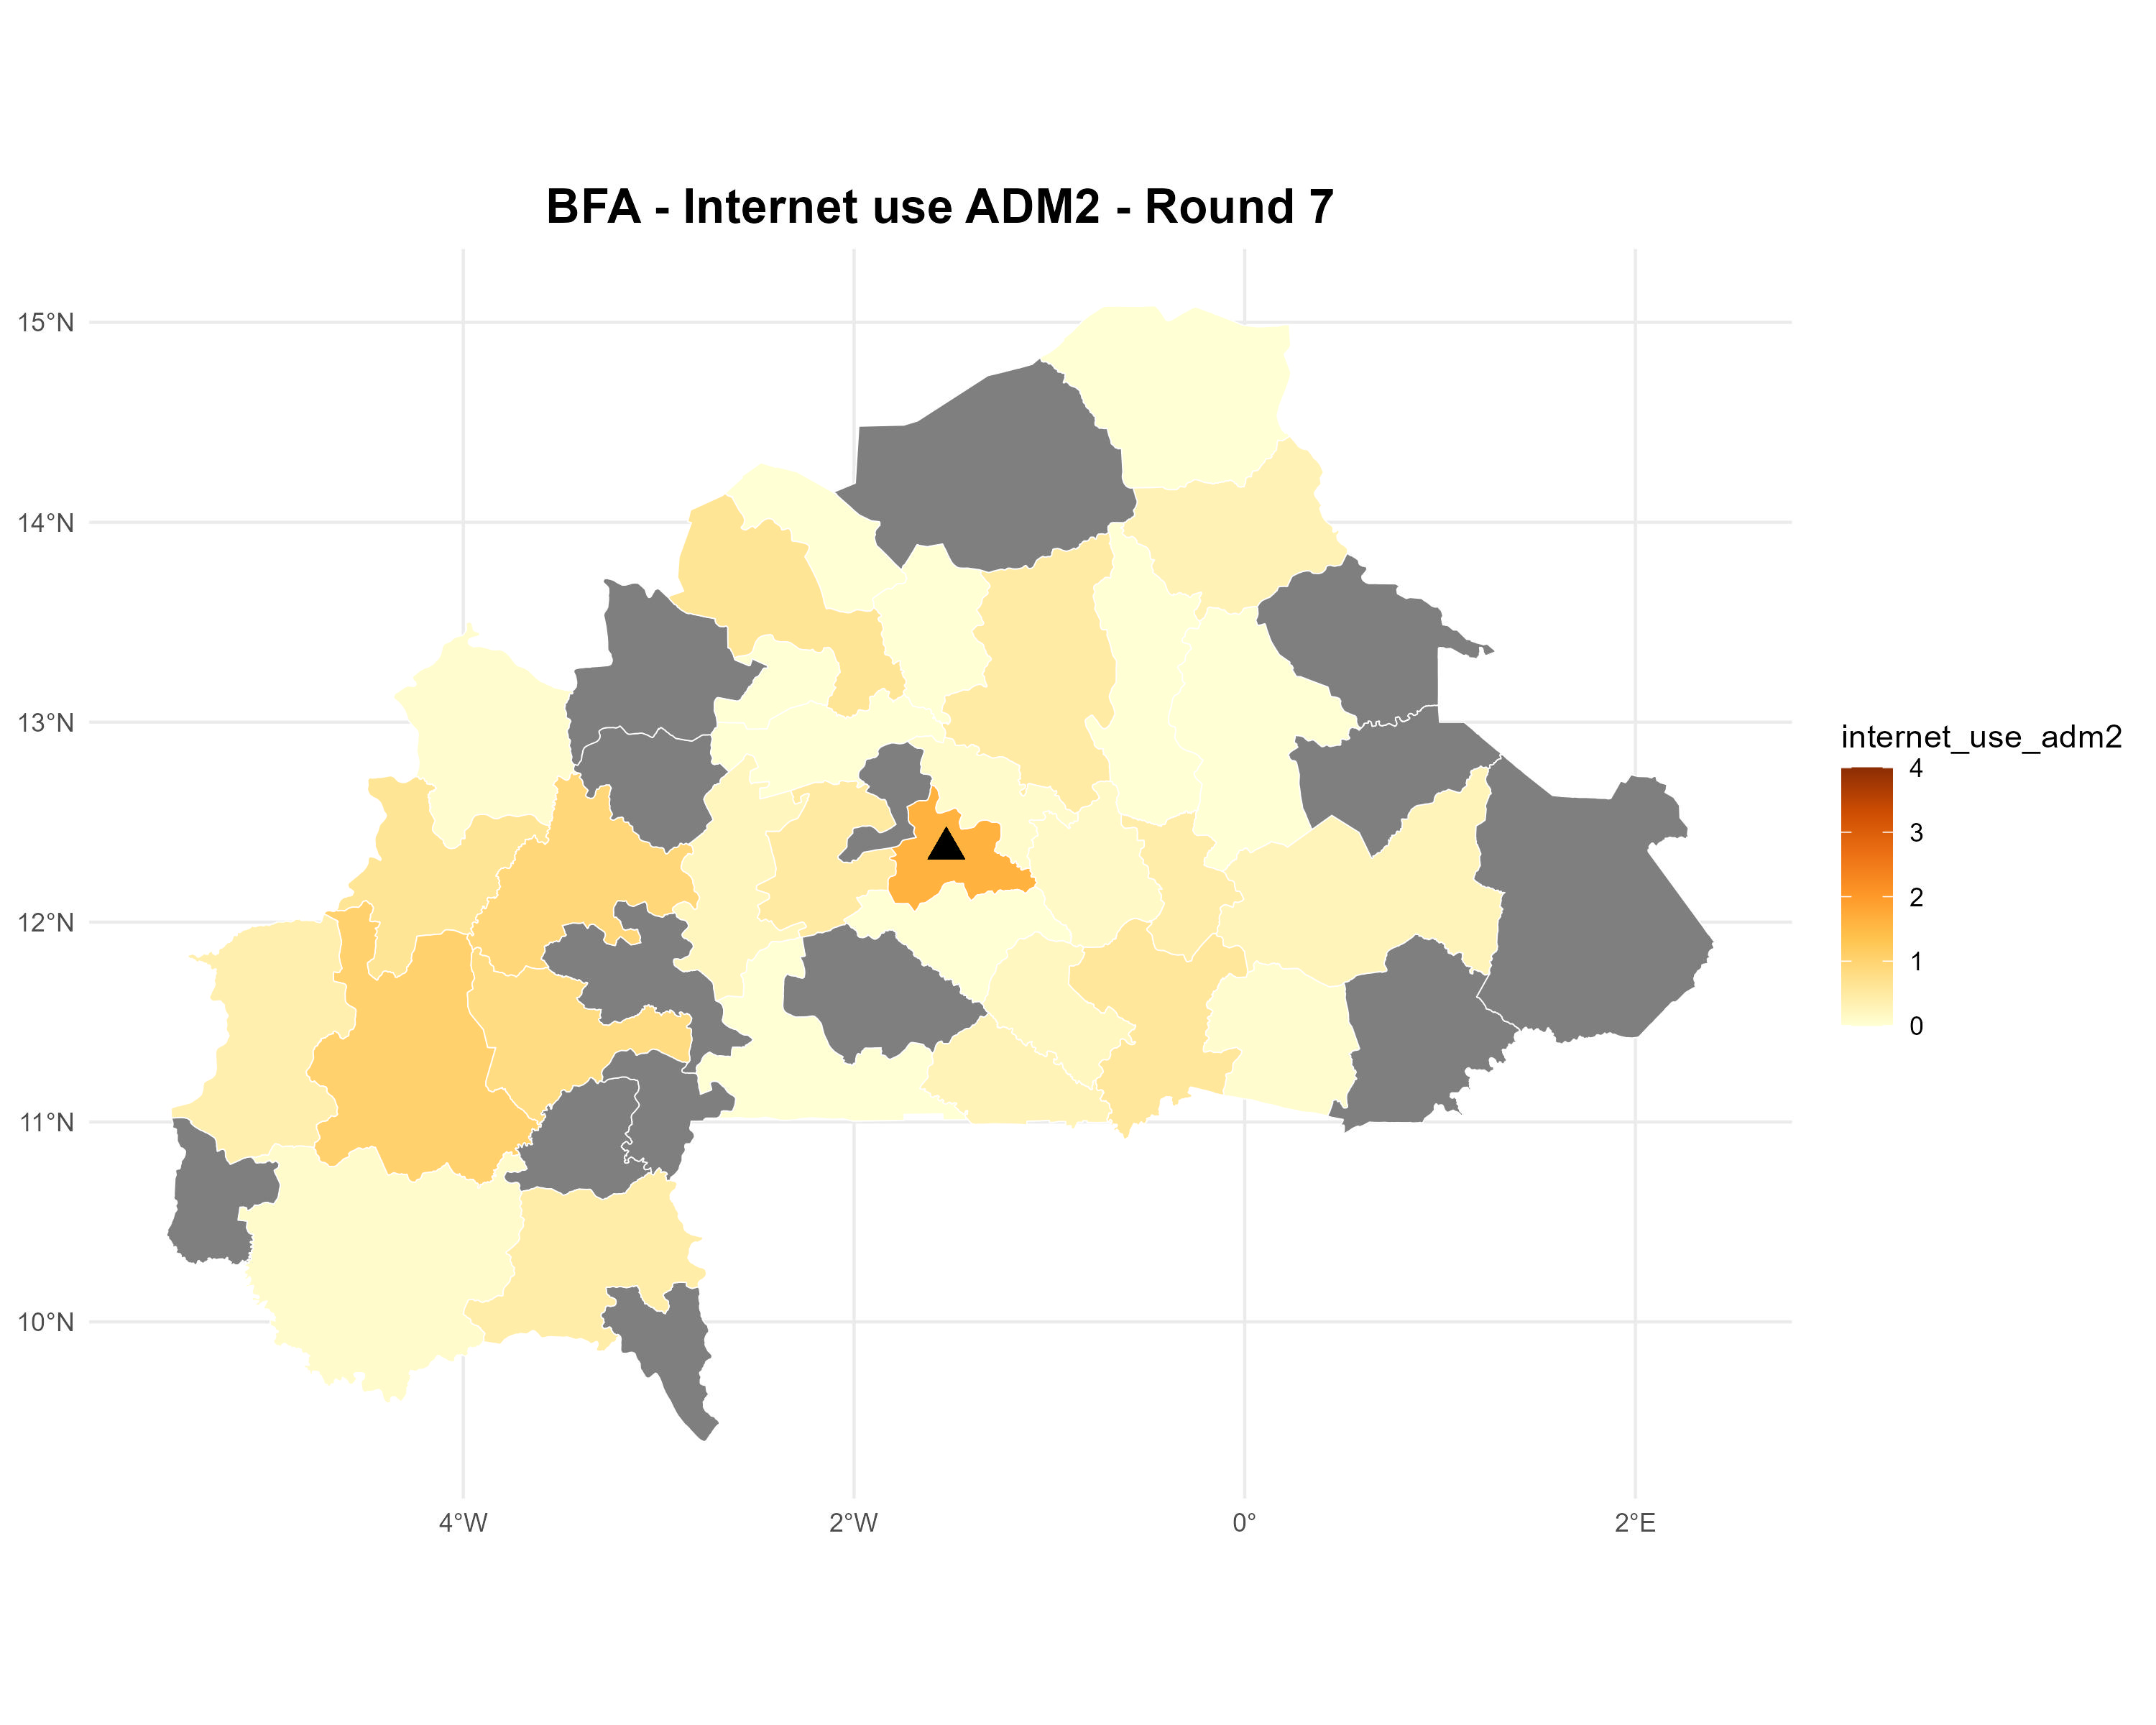 BFA - Internet use ADM2 - Round 7
15°N
14°N
13°N
12°N
11°N
10°N
4°W
2°W
0°
2°E
internet_use_adm2
4
3
2
1
0